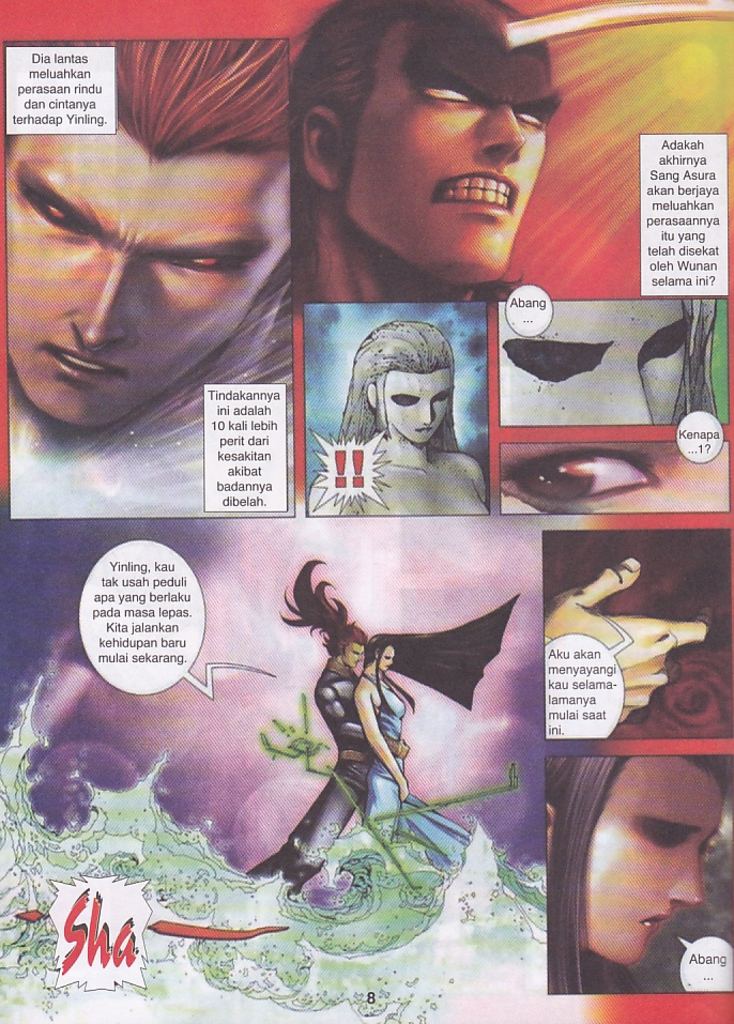 Dia lantas
meluahkan
perasaan rindu
dan cintanya
terhadap Yinling.
Adakah
akhirnya
Sang Asura
akan berjaya
meluahkan
perasaannya
itu yang
telah disekat
oleh Wunan
selama ini?
Tindakannya
ini adalah
10 kali lebih
perit dari
kesakitan
akibat
badannya
dibelah.
!!
Abang
...
Kenapa
...1?
Yinling, kau
tak usah peduli
apa yang berlaku
pada masa lepas.
Kita jalankan
kehidupan baru
mulai sekarang.
Aku akan
menyayangi
kau selama-
lamanya
mulai saat
ini.
Sha
Abang
...
8